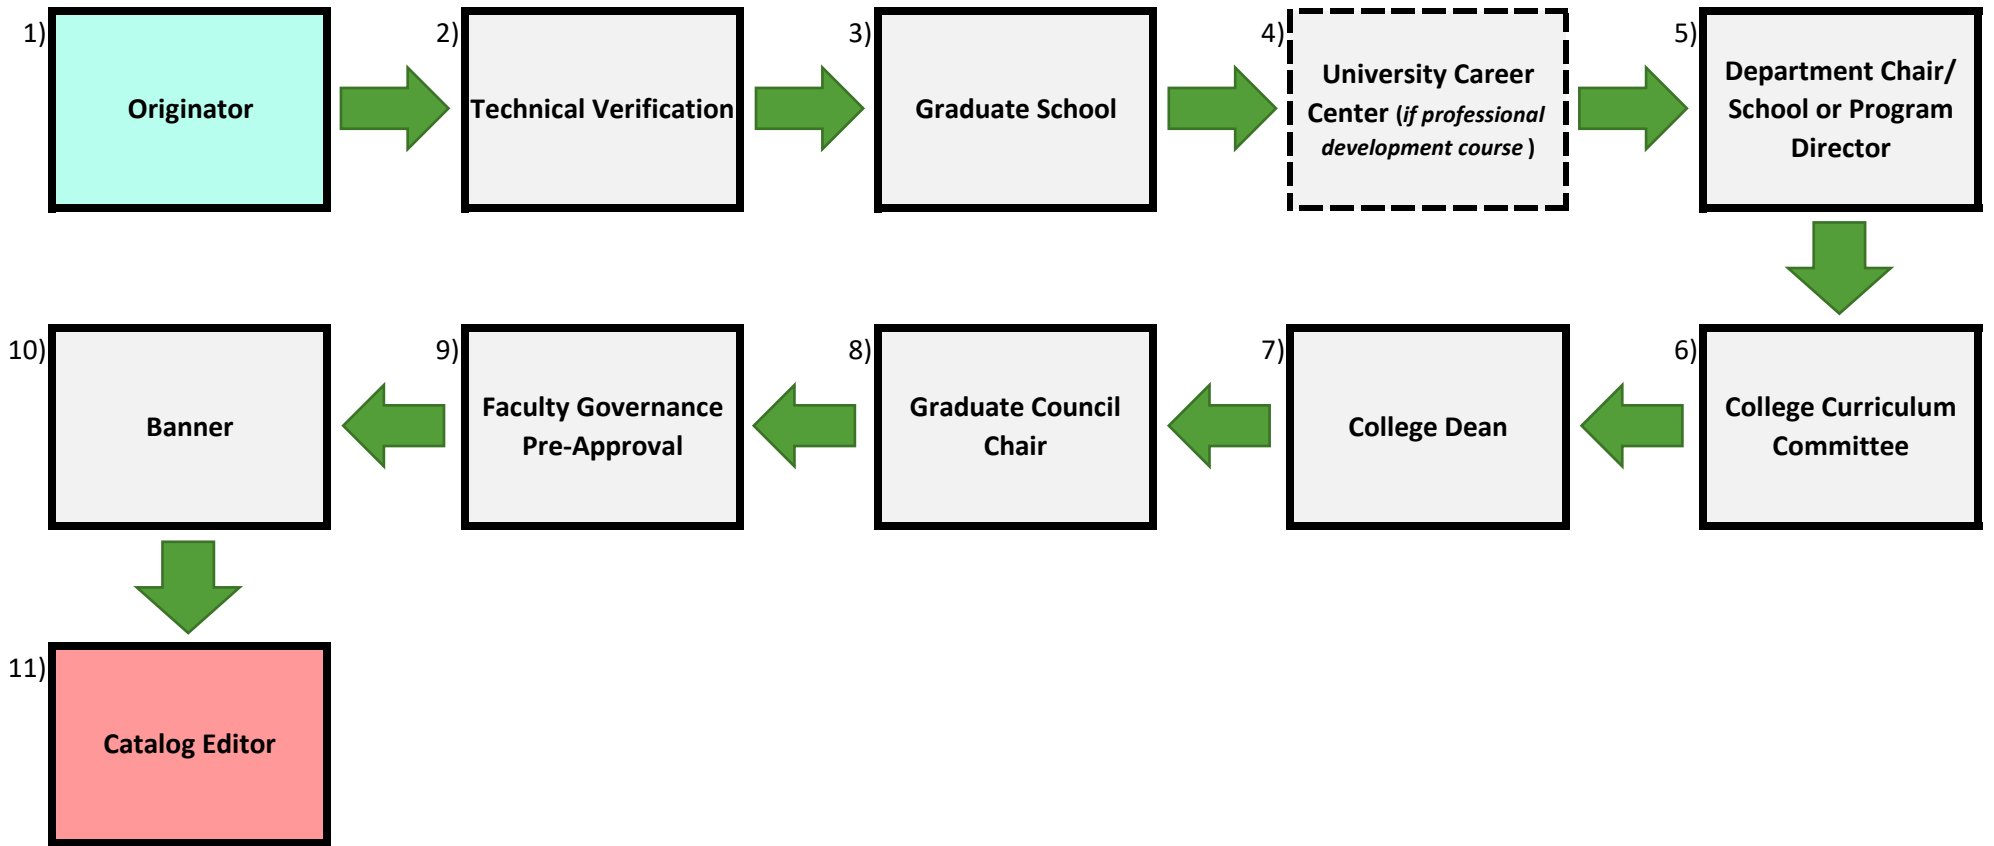 1)
Originator
2)
Technical Verification
3)
Graduate School
4)
University Career
Center (if professional
development course )
5)
Department Chair/
School or Program
Director
6)
College Curriculum
Committee
7)
College Dean
8)
Graduate Council
Chair
9)
Faculty Governance
Pre-Approval
10)
Banner
11)
Catalog Editor